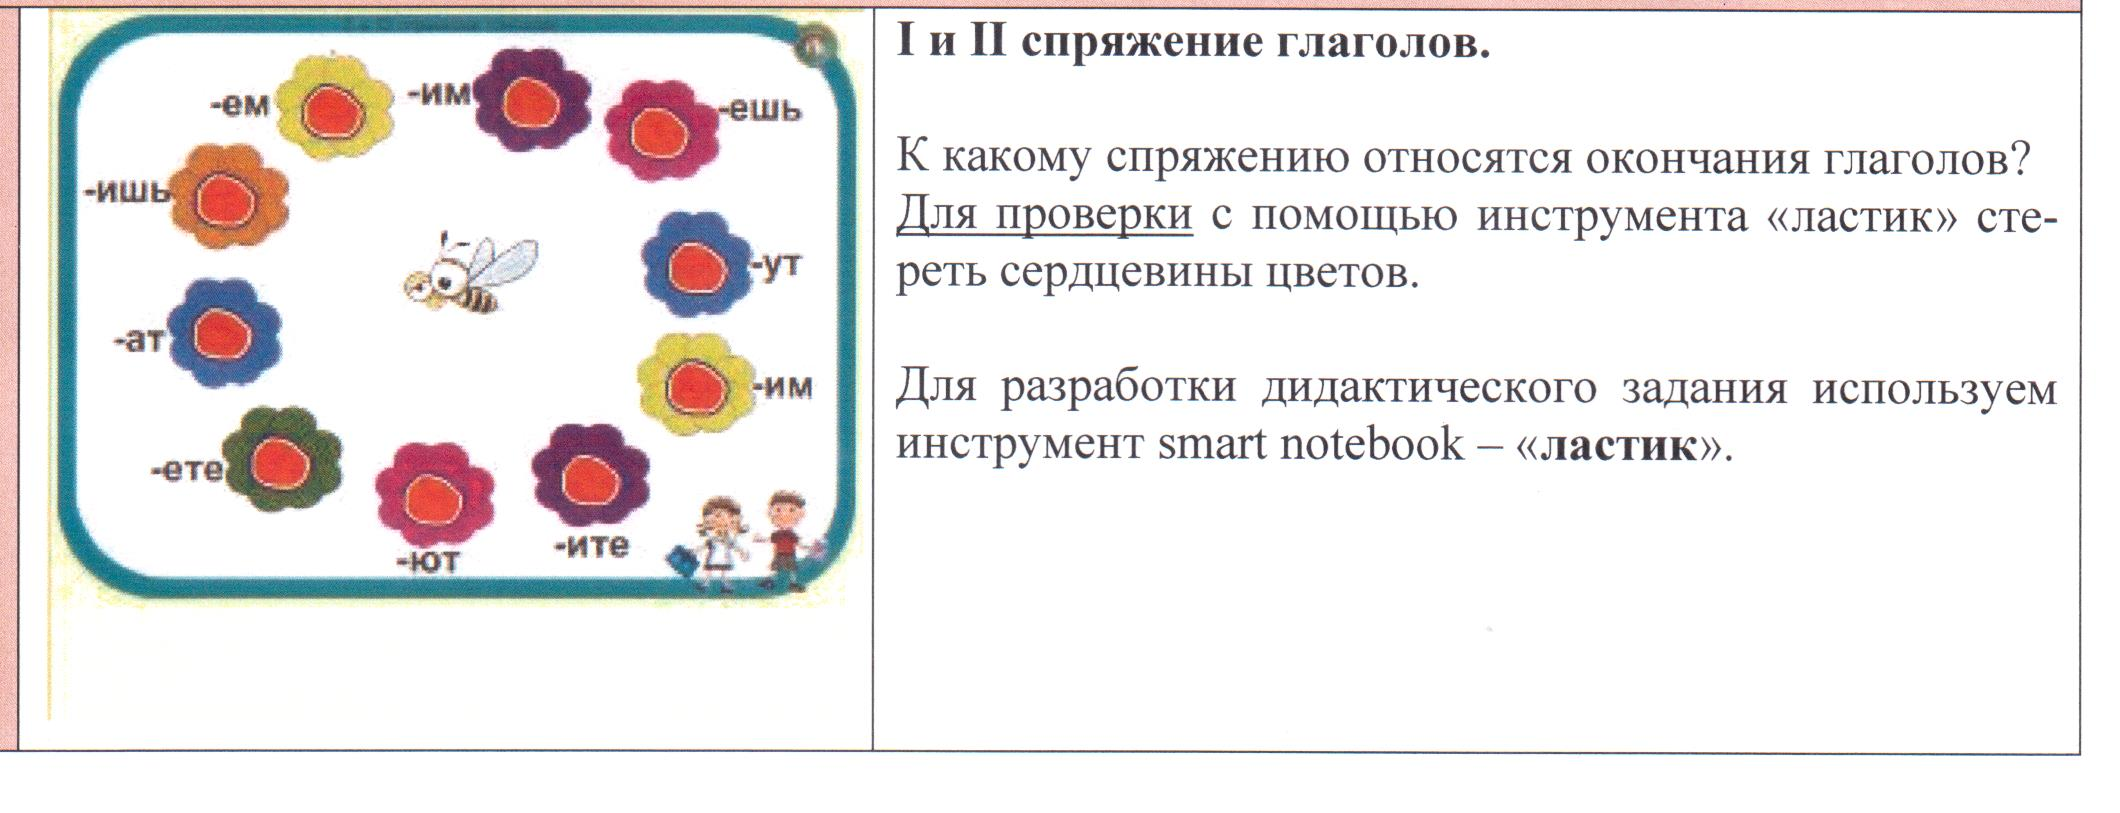 -ем
-им
-ешь
-ишь
-ут
-ат
-им
-ете
-ют
-ите
I и II спряжение глаголов.
К какому спряжению относятся окончания глаголов?
Для проверки с помощью инструмента «ластик» сте-
реть сердцевины цветов.
Для разработки дидактического задания используем
инструмент smart notebook – «ластик».